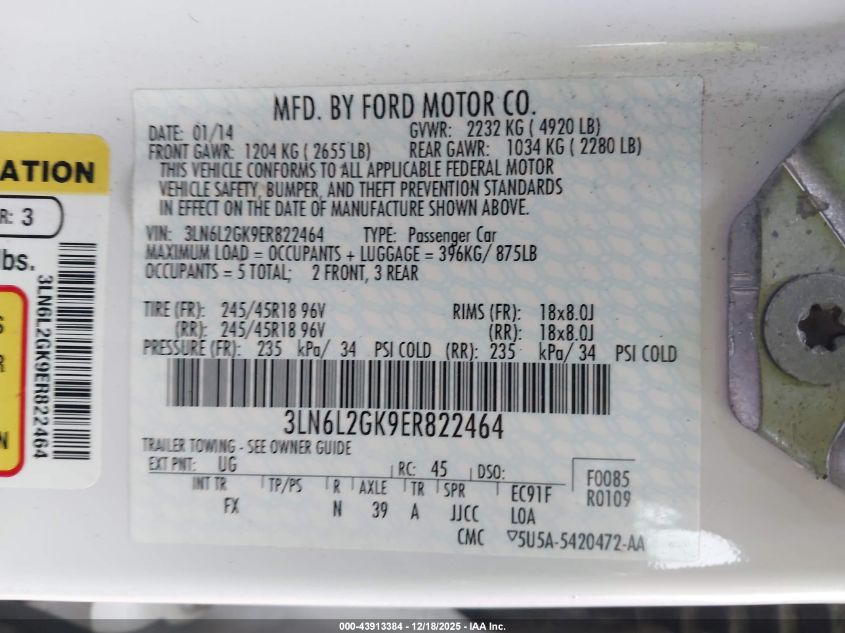 MFD. BY FORD MOTOR CO.
DATE: 01/14 GVWR: 2232 KG ( 4920 LB)
FRONT GAWR: 1204 KG ( 2655 LB) REAR GAWR: 1034 KG ( 2280 LB)
THIS VEHICLE CONFORMS TO ALL APPLICABLE FEDERAL MOTOR
VEHICLE SAFETY, BUMPER, AND THEFT PREVENTION STANDARDS
IN EFFECT ON THE DATE OF MANUFACTURE SHOWN ABOVE.
VIN: 3LN6L2GK9ER822464 TYPE: Passenger Car
MAXIMUM LOAD = OCCUPANTS + LUGGAGE = 396KG/ 875LB
OCCUPANTS = 5 TOTAL; 2 FRONT, 3 REAR
TIRE (FR): 245/45R18 96V RIMS (FR): 18x8.0J
(RR): 245/45R18 96V (RR): 18x8.0J
PRESSURE (FR): 235 kPa/ 34 PSI COLD (RR): 235 kPa/ 34 PSI COLD
3LN6L2GK9ER822464
TRAILER TOWING - SEE OWNER GUIDE
EXT PNT: UG RC: 45 DSO: F0085
INT TR TP/PS R AXLE TR SPR EC91F R0109
FX N 39 A JJCC LOA
CMC ▽5U5A-5420472-AA
ATION
R: 3
lbs.
S
R
N
3LN6L2GK9ER822464
000-43913384 / 12/18/2025 - IAA Inc.